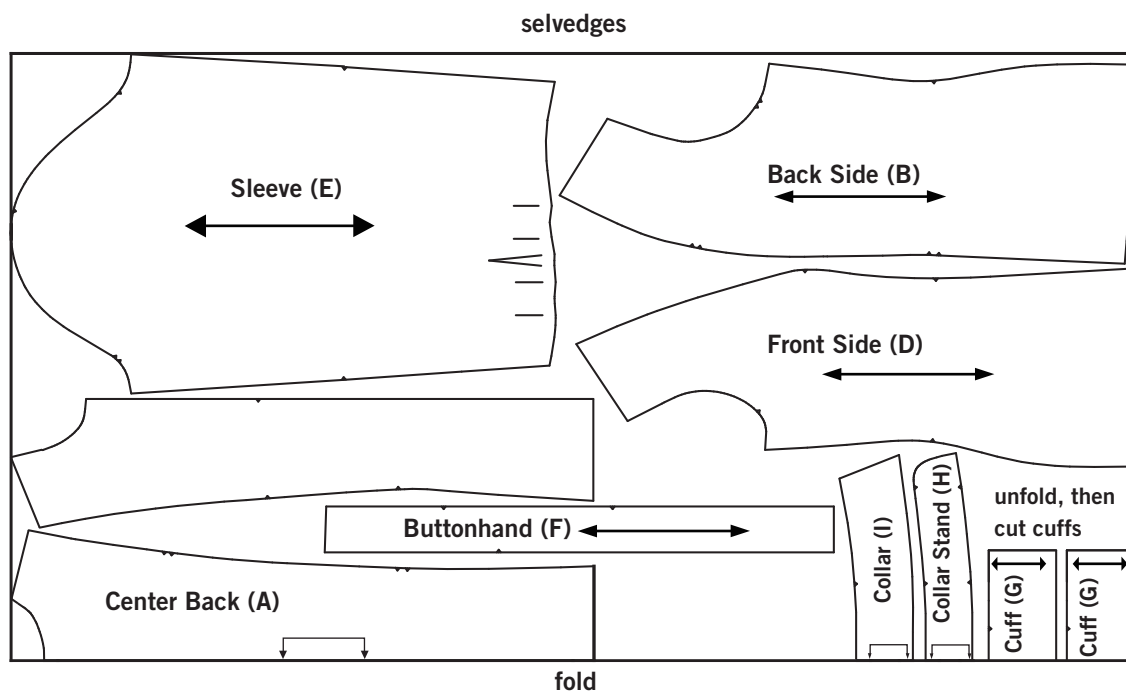 selvedges
Sleeve (E)
Back Side (B)
Front Side (D)
Buttonhand (F)
Center Back (A)
Collar (I)
Collar Stand (H)
unfold, then
cut cuffs
Cuff (G)
Cuff (G)
fold